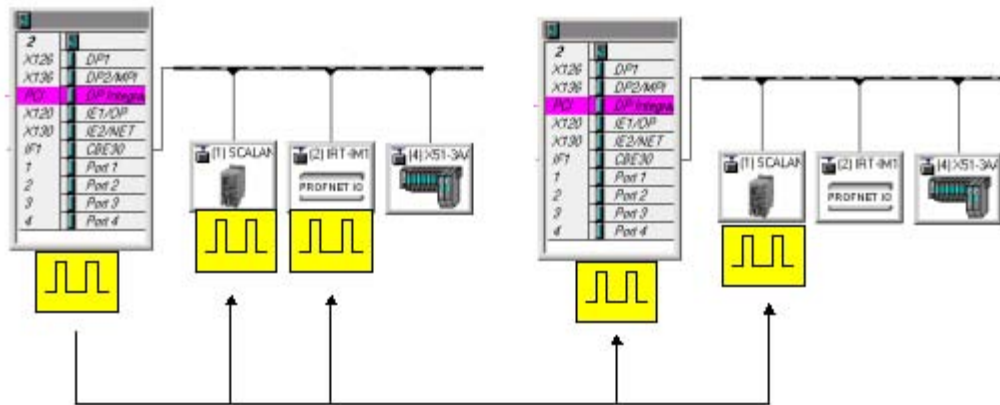 2
X126 DP1
X136 DP2/MPI
PCI DP Integra
X120 IE1/OP
X130 IE2/NET
IF1 CBE30
1 Port 1
2 Port 2
3 Port 3
4 Port 4
(1) SCALAN
(2) IRT-IM1
(4) X51-3AA
PROFINET IO
2
X126 DP1
X136 DP2/MPI
PCI DP Integra
X120 IE1/OP
X130 IE2/NET
IF1 CBE30
1 Port 1
2 Port 2
3 Port 3
4 Port 4
(1) SCALAN
(2) IRT-IM1
(4) X51-3AA
PROFINET IO